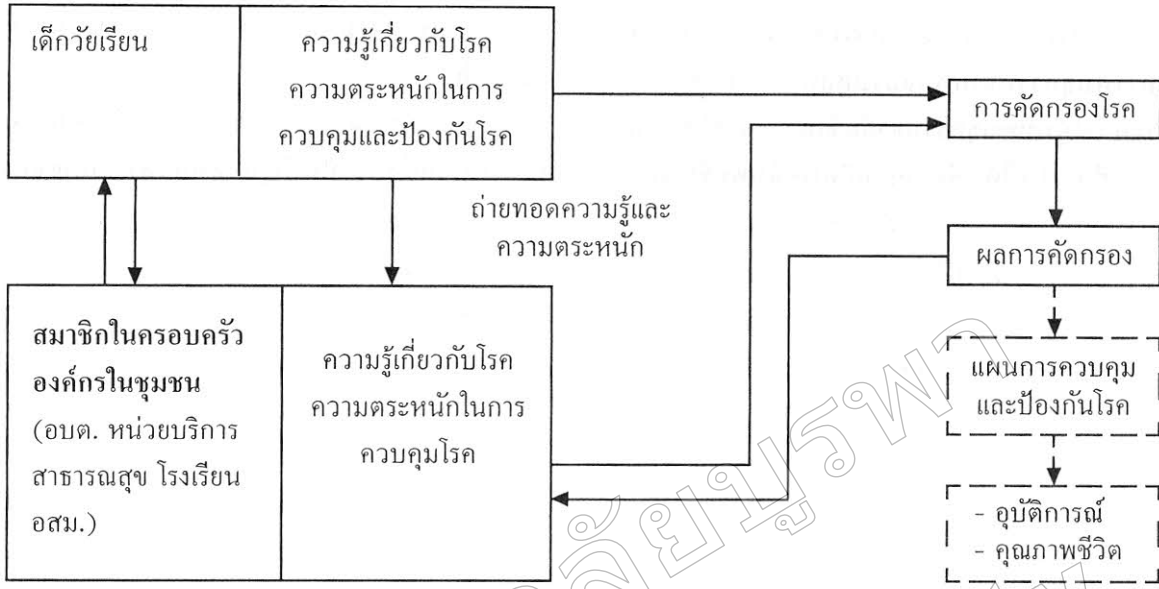 เด็กวัยเรียน
ความรู้เกี่ยวกับโรค
ความตระหนักในการ
ควบคุมและป้องกันโรค
การคัดกรองโรค
ถ่ายทอดความรู้และ
ความตระหนัก
ผลการคัดกรอง
สมาชิกในครอบครัว
องค์กรในชุมชน
(อบต. หน่วยบริการ
สาธารณสุข โรงเรียน
อสม.)
ความรู้เกี่ยวกับโรค
ความตระหนักในการ
ควบคุมโรค
แผนการควบคุม
และป้องกันโรค
- อุบัติการณ์
- คุณภาพชีวิต